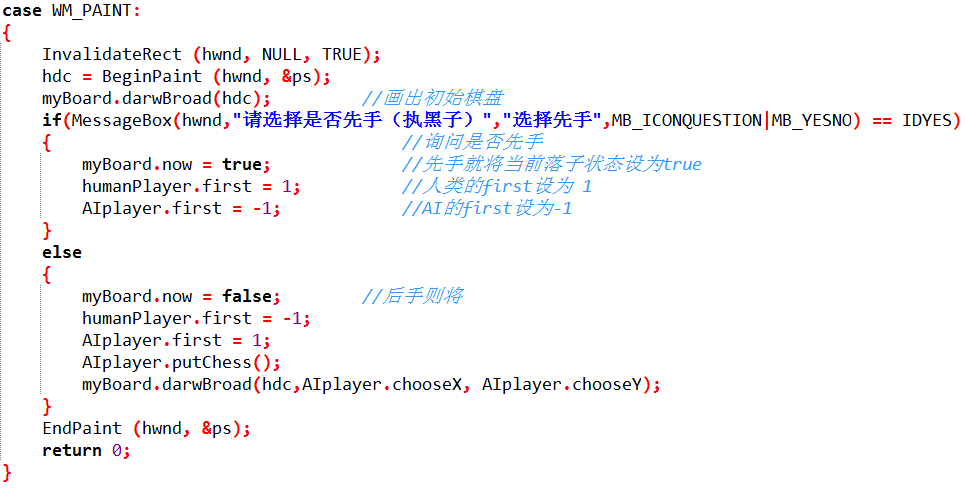 case WM_PAINT:
{
InvalidateRect (hwnd, NULL, TRUE);
hdc = BeginPaint (hwnd, &ps);
myBoard.darwBroad(hdc); //画出初始棋盘
if(MessageBox(hwnd,"请选择是否先手（执黑子）","选择先手",MB_ICONQUESTION|MB_YESNO) == IDYES)
{ //询问是否先手
myBoard.now = true; //先手就将当前落子状态设为true
humanPlayer.first = 1; //人类的first设为 1
AIplayer.first = -1; //AI的first设为-1
}
else
{
myBoard.now = false; //后手则将
humanPlayer.first = -1;
AIplayer.first = 1;
AIplayer.putChess();
myBoard.darwBroad(hdc,AIplayer.chooseX, AIplayer.chooseY);
}
EndPaint (hwnd, &ps);
return 0;
}